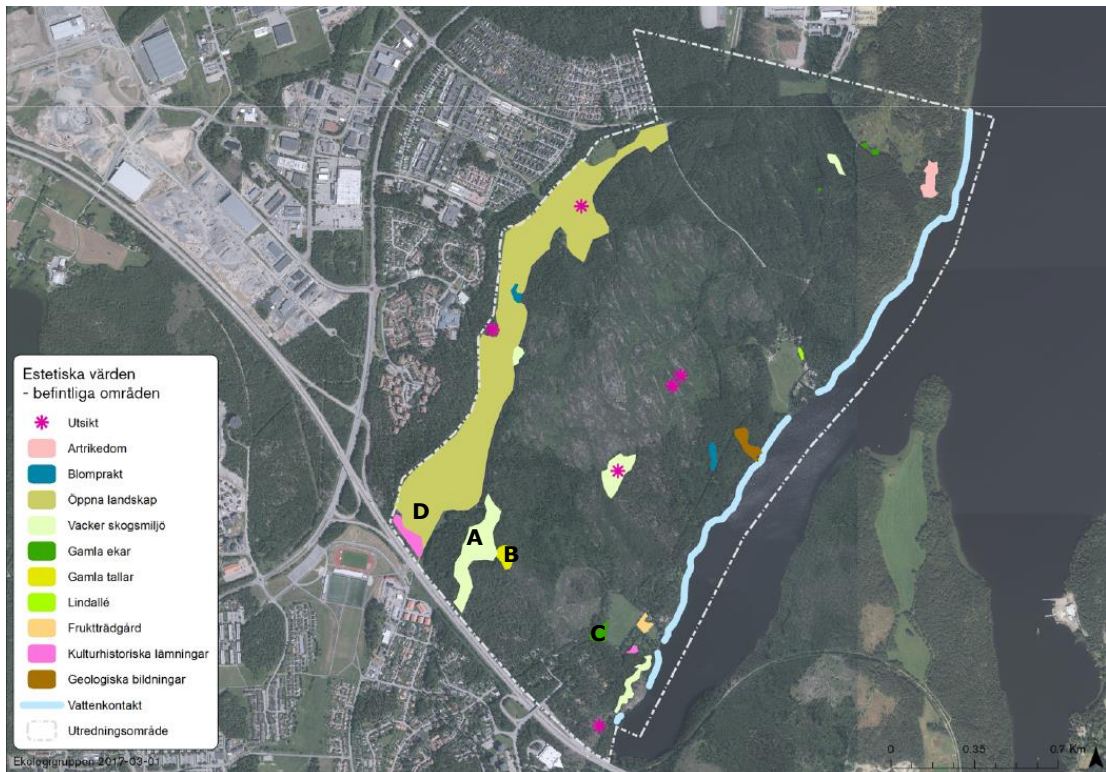 D
A
B
C
Estetiska värden
- befintliga områden
Utsikt
Artrikedom
Blomprakt
Öppna landskap
Vacker skogsmiljö
Gamla ekar
Gamla tallar
Lindallé
Fruktträdgård
Kulturhistoriska lämningar
Geologiska bildningar
Vattenkontakt
Utredningsområde
Ekologigruppen 2017-03-01
0 0.35 0.7 Km